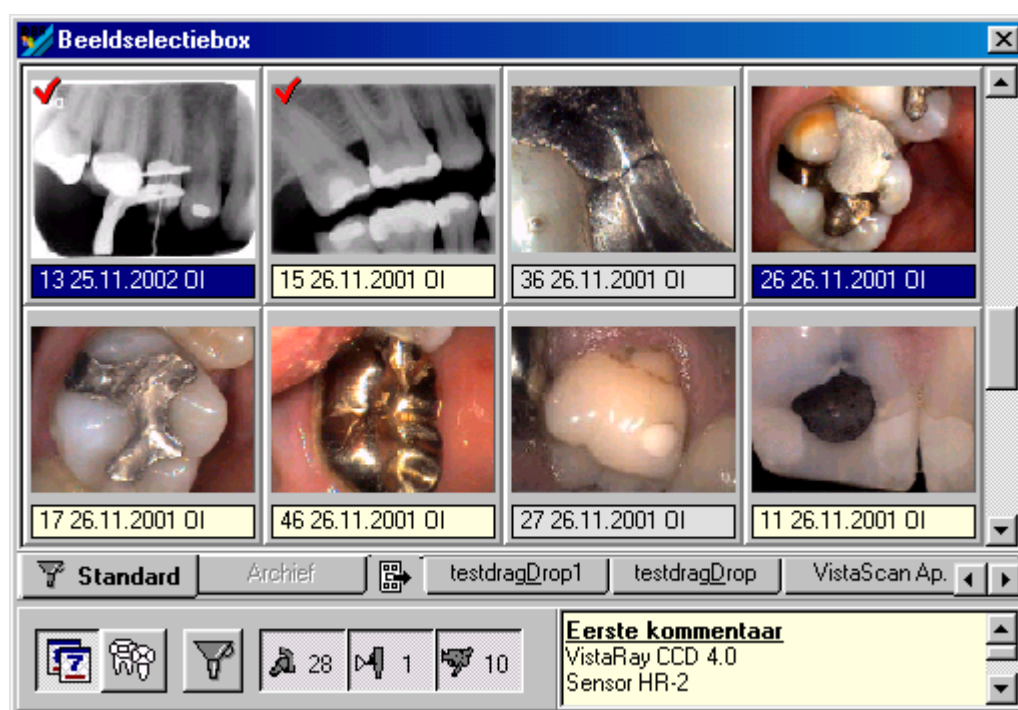 Beeldselectiebox
13 25.11.2002 OI
15 26.11.2001 OI
36 26.11.2001 OI
26 26.11.2001 OI
17 26.11.2001 OI
46 26.11.2001 OI
27 26.11.2001 OI
11 26.11.2001 OI
Standard
Archief
testdragDrop1
testdragDrop
VistaScan Ap.
7
28
1
10
Eerste kommentaar
VistaRay CCD 4.0
Sensor HR-2